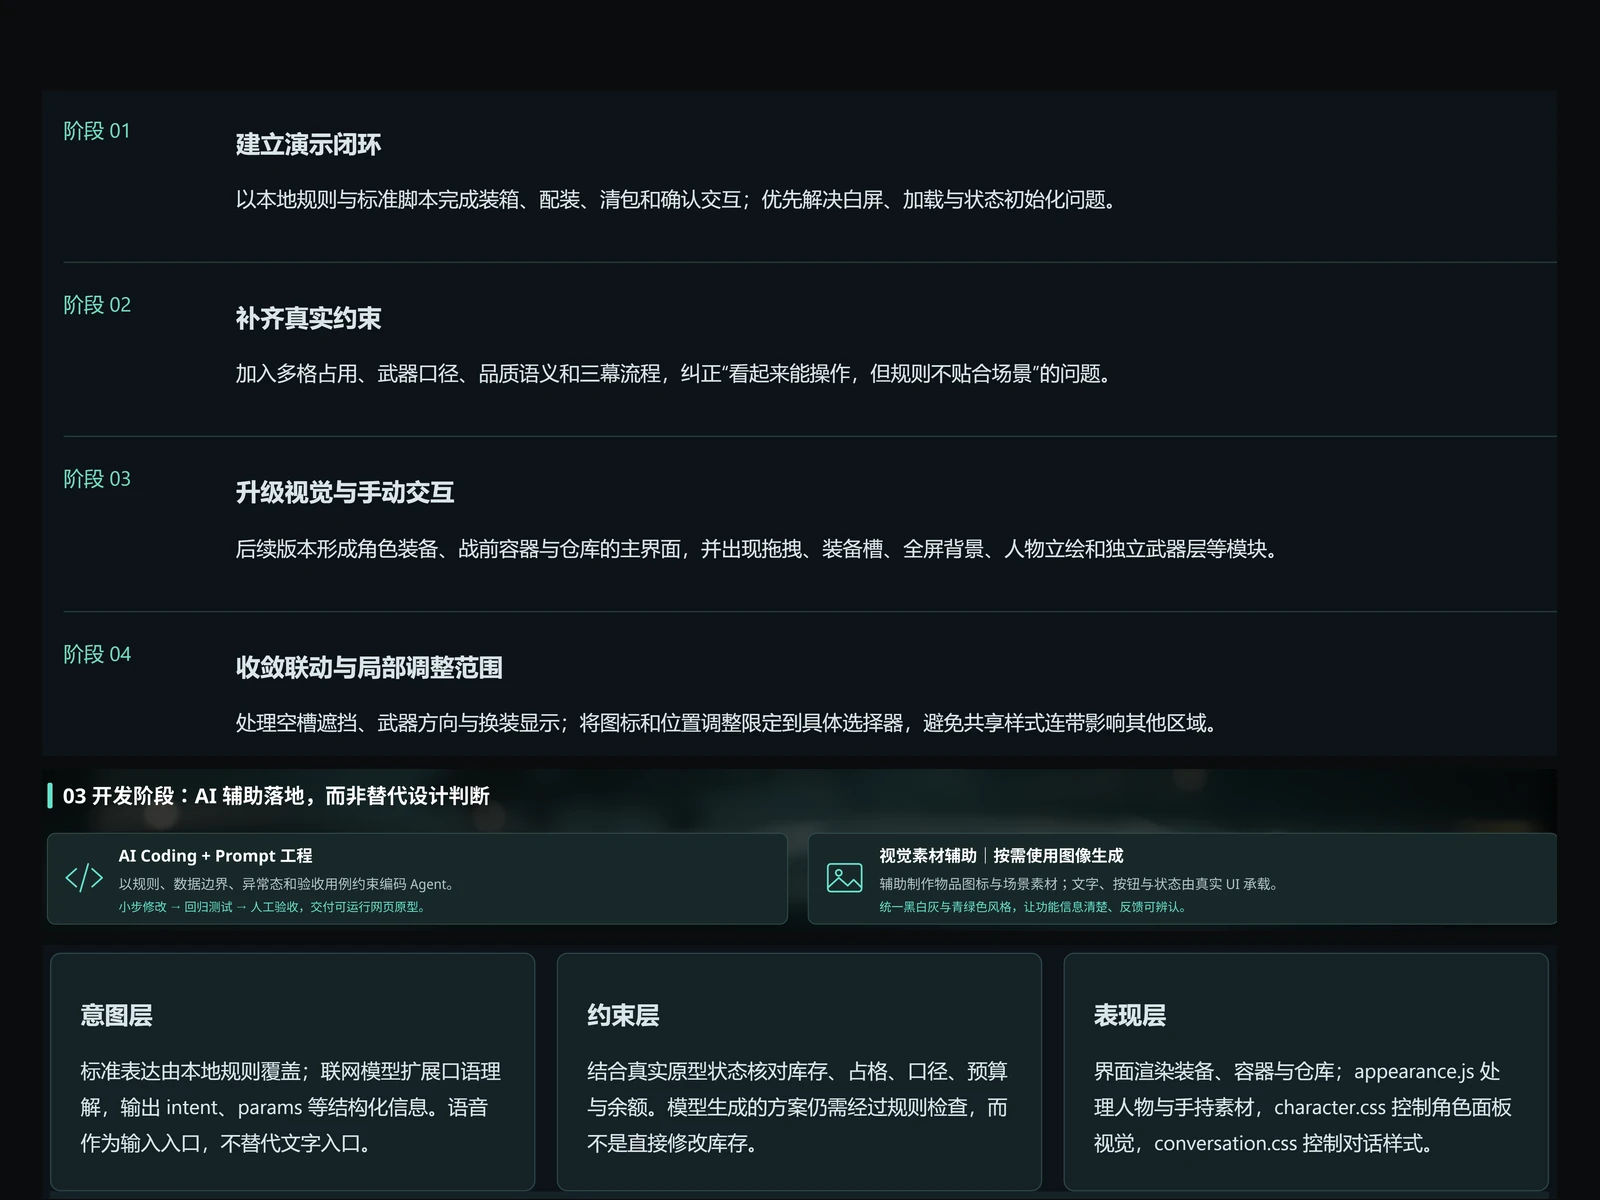 阶段 01
建立演示闭环
以本地规则与标准脚本完成装箱、配装、清包和确认交互；优先解决白屏、加载与状态初始化问题。
阶段 02
补齐真实约束
加入多格占用、武器口径、品质语义和三幕流程，纠正“看起来能操作，但规则不贴合场景”的问题。
阶段 03
升级视觉与手动交互
后续版本形成角色装备、战前容器与仓库的主界面，并出现拖拽、装备槽、全屏背景、人物立绘和独立武器层等模块。
阶段 04
收敛联动与局部调整范围
处理空槽遮挡、武器方向与换装显示；将图标和位置调整限定到具体选择器，避免共享样式连带影响其他区域。
03 开发阶段：AI 辅助落地，而非替代设计判断
AI Coding + Prompt 工程
以规则、数据边界、异常态和验收用例约束编码 Agent。
小步修改 → 回归测试 → 人工验收，交付可运行网页原型。
视觉素材辅助｜按需使用图像生成
辅助制作物品图标与场景素材；文字、按钮与状态由真实 UI 承载。
统一黑白灰与青绿色风格，让功能信息清楚、反馈可辨认。
意图层
标准表达由本地规则覆盖；联网模型扩展口语理
解，输出 intent、params 等结构化信息。语音
作为输入入口，不替代文字入口。
约束层
结合真实原型状态核对库存、占格、口径、预算
与余额。模型生成的方案仍需经过规则检查，而
不是直接修改库存。
表现层
界面渲染装备、容器与仓库；appearance.js 处
理人物与手持素材，character.css 控制角色面板
视觉，conversation.css 控制对话样式。